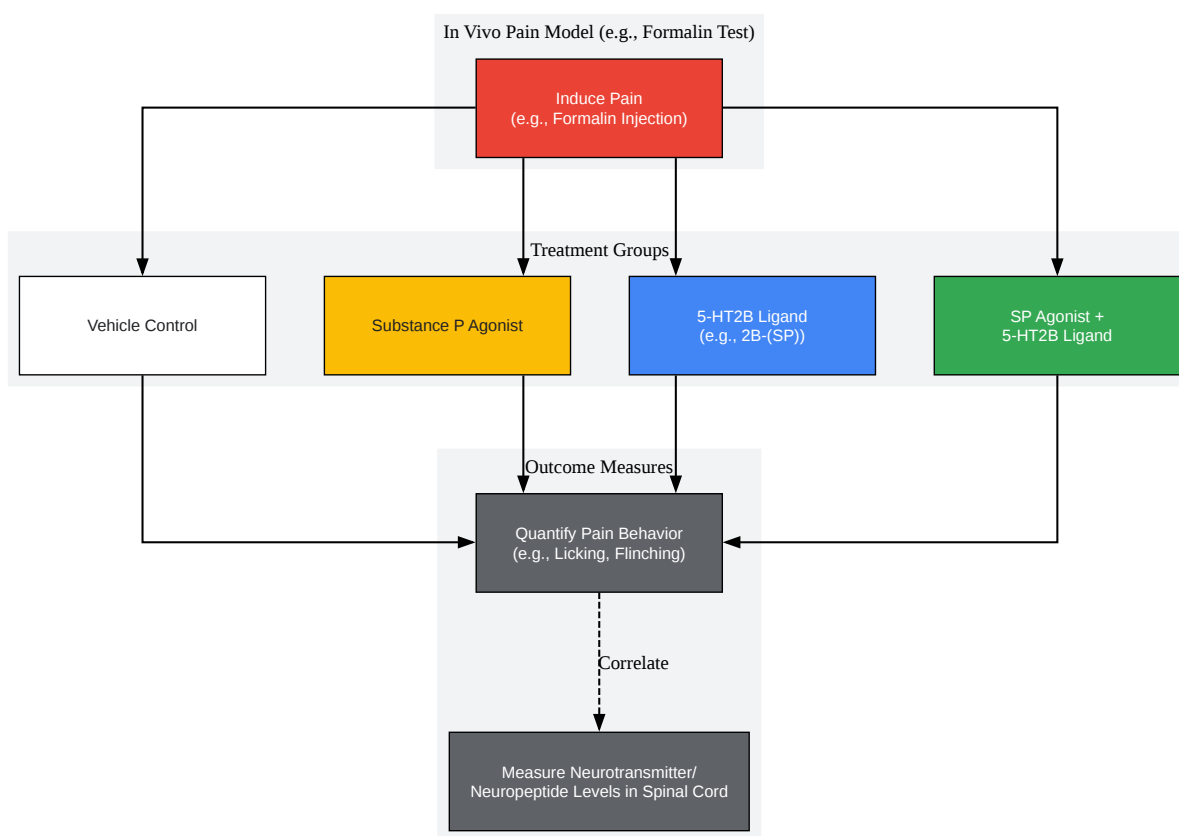 In Vivo Pain Model (e.g., Formalin Test)
Induce Pain
(e.g., Formalin Injection)
Treatment Groups
Vehicle Control
Substance P Agonist
5-HT2B Ligand
(e.g., 2B-(SP))
SP Agonist +
5-HT2B Ligand
Outcome Measures
Quantify Pain Behavior
(e.g., Licking, Flinching)
Correlate
Measure Neurotransmitter/
Neuropeptide Levels in Spinal Cord